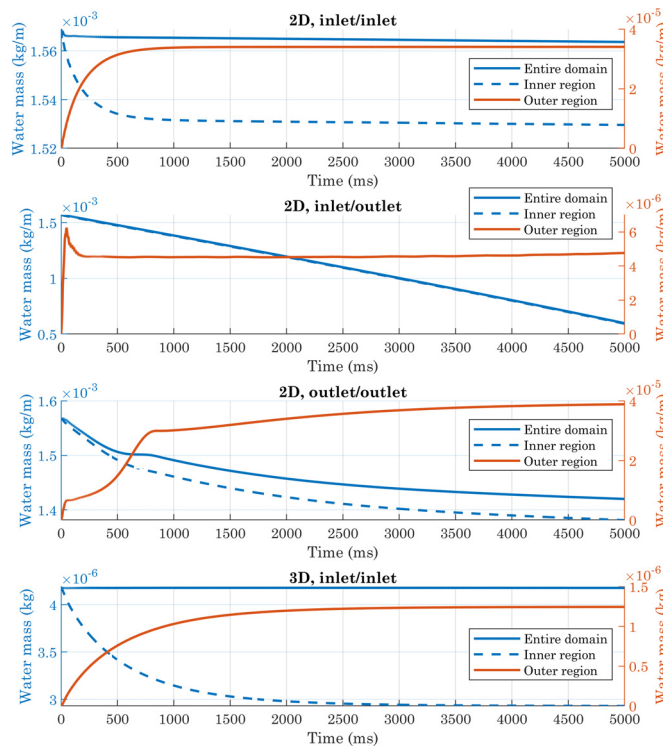 2D, inlet/inlet
×10⁻³
×10⁻⁵
Water mass (kg/m)
1.56
1.54
1.52
4
2
0
Water mass (kg/m)
Entire domain
Inner region
Outer region
0 500 1000 1500 2000 2500 3000 3500 4000 4500 5000
Time (ms)
2D, inlet/outlet
×10⁻³
×10⁻⁶
Water mass (kg/m)
1.5
1
0.5
6
4
2
0
Water mass (kg/m)
Entire domain
Inner region
Outer region
0 500 1000 1500 2000 2500 3000 3500 4000 4500 5000
Time (ms)
2D, outlet/outlet
×10⁻³
×10⁻⁵
Water mass (kg/m)
1.6
1.5
1.4
4
2
0
Water mass (kg/m)
Entire domain
Inner region
Outer region
0 500 1000 1500 2000 2500 3000 3500 4000 4500 5000
Time (ms)
3D, inlet/inlet
×10⁻⁶
×10⁻⁶
Water mass (kg)
4
3.5
3
1.5
1
0.5
0
Water mass (kg)
Entire domain
Inner region
Outer region
0 500 1000 1500 2000 2500 3000 3500 4000 4500 5000
Time (ms)